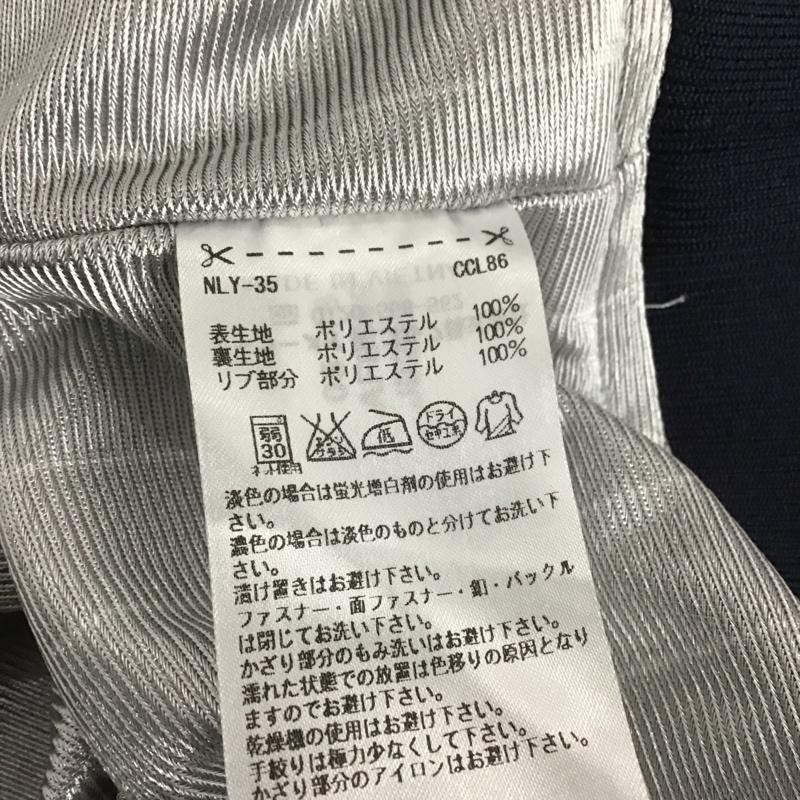 NLY-35 CCL86
表生地 ポリエステル 100%
裏生地 ポリエステル 100%
リブ部分 ポリエステル 100%
弱
30
ネット使用
エンソ
サラシ
低
ドライ
セキユ系
淡色の場合は蛍光増白剤の使用はお避け下
さい。
濃色の場合は淡色のものと分けてお洗い下
さい。
漬け置きはお避け下さい。
ファスナー・面ファスナー・釦・バックル
は閉じてお洗い下さい。
かざり部分のもみ洗いはお避け下さい。
濡れた状態での放置は色移りの原因となり
ますのでお避け下さい。
乾燥機の使用はお避け下さい。
手絞りは極力少なくして下さい。
かざり部分のアイロンはお避け下さい。